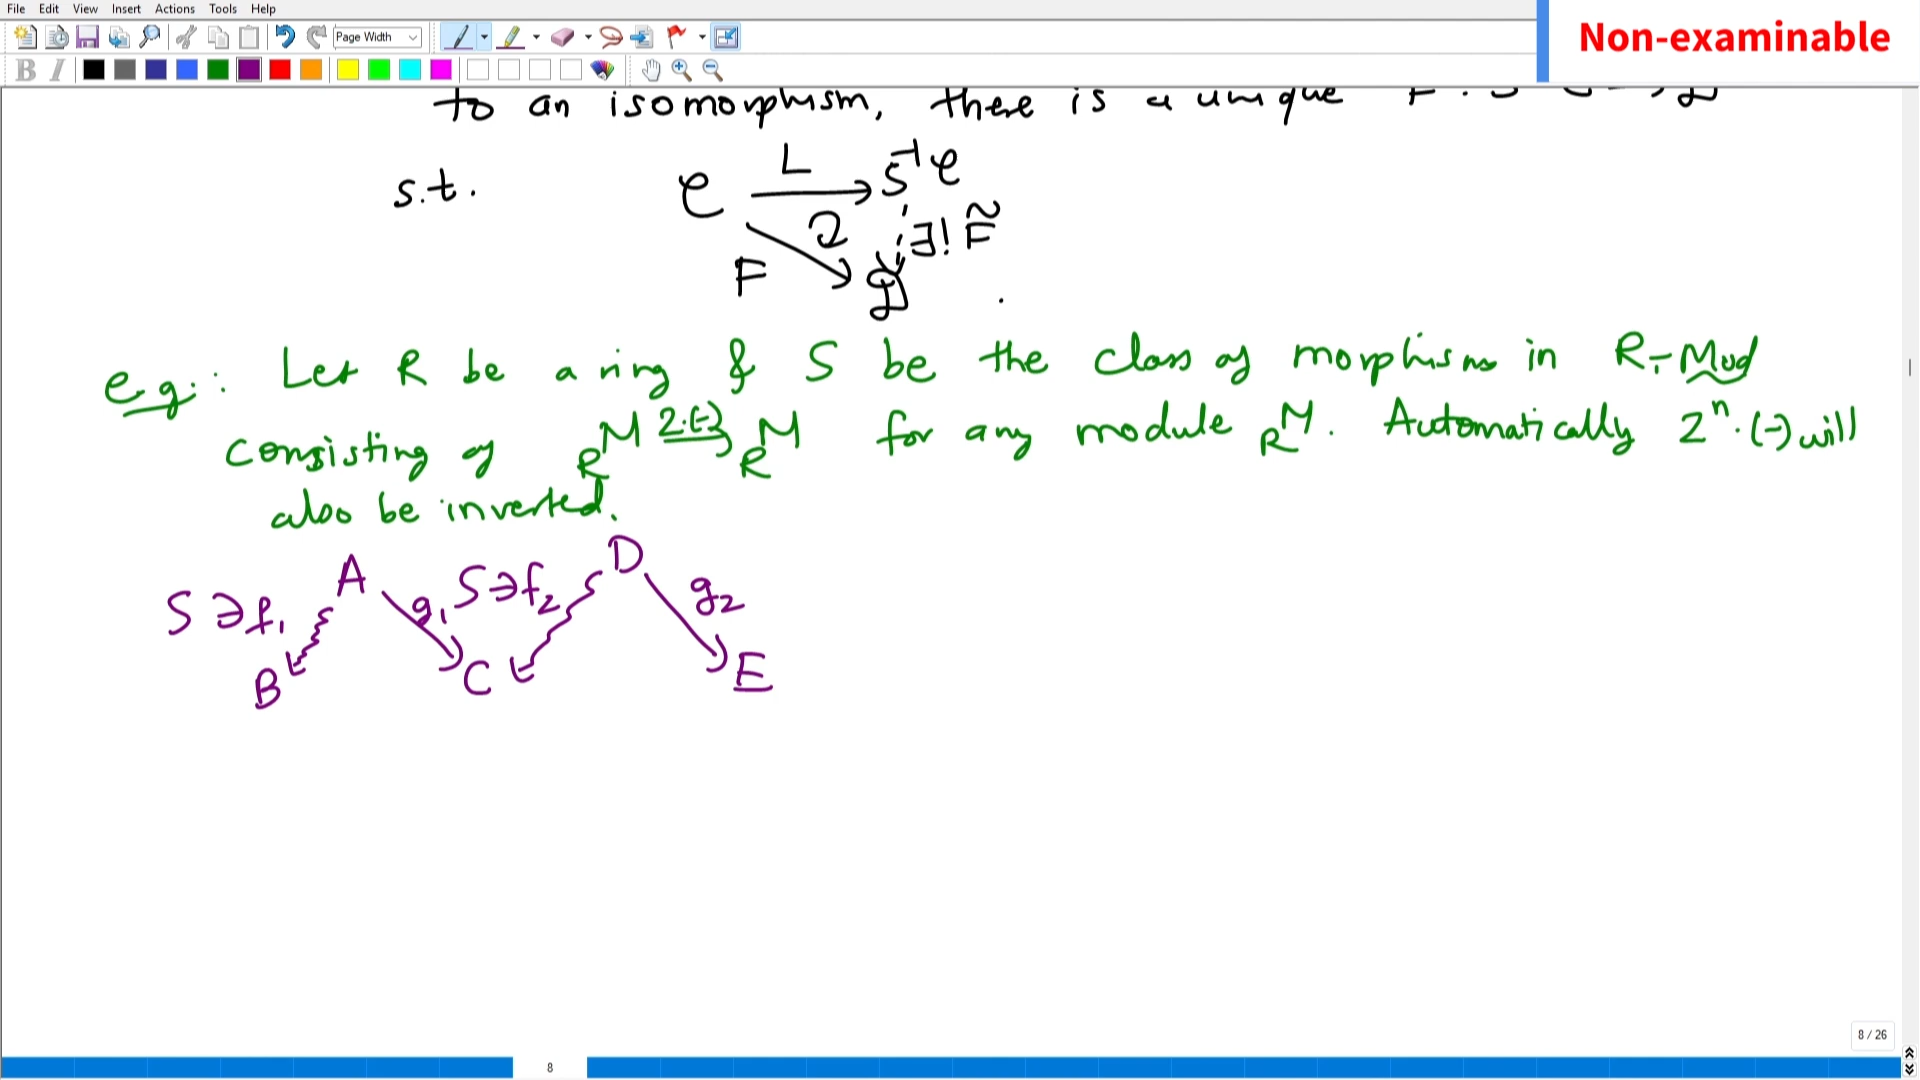 File Edit View Insert Actions Tools Help
Non-examinable
Page Width
B I
to an isomorphism, there is a unique
s.t. C L S⁻¹C
2 ∃! F̃
F D .
e.g.: Let R be a ring & S be the class of morphisms in R-Mod
consisting of RM 2·(-) RM for any module RM. Automatically 2ⁿ·(-) will
also be inverted.
A D
S∋f₁ g₁ S∋f₂ g₂
B C E
8 / 26
8